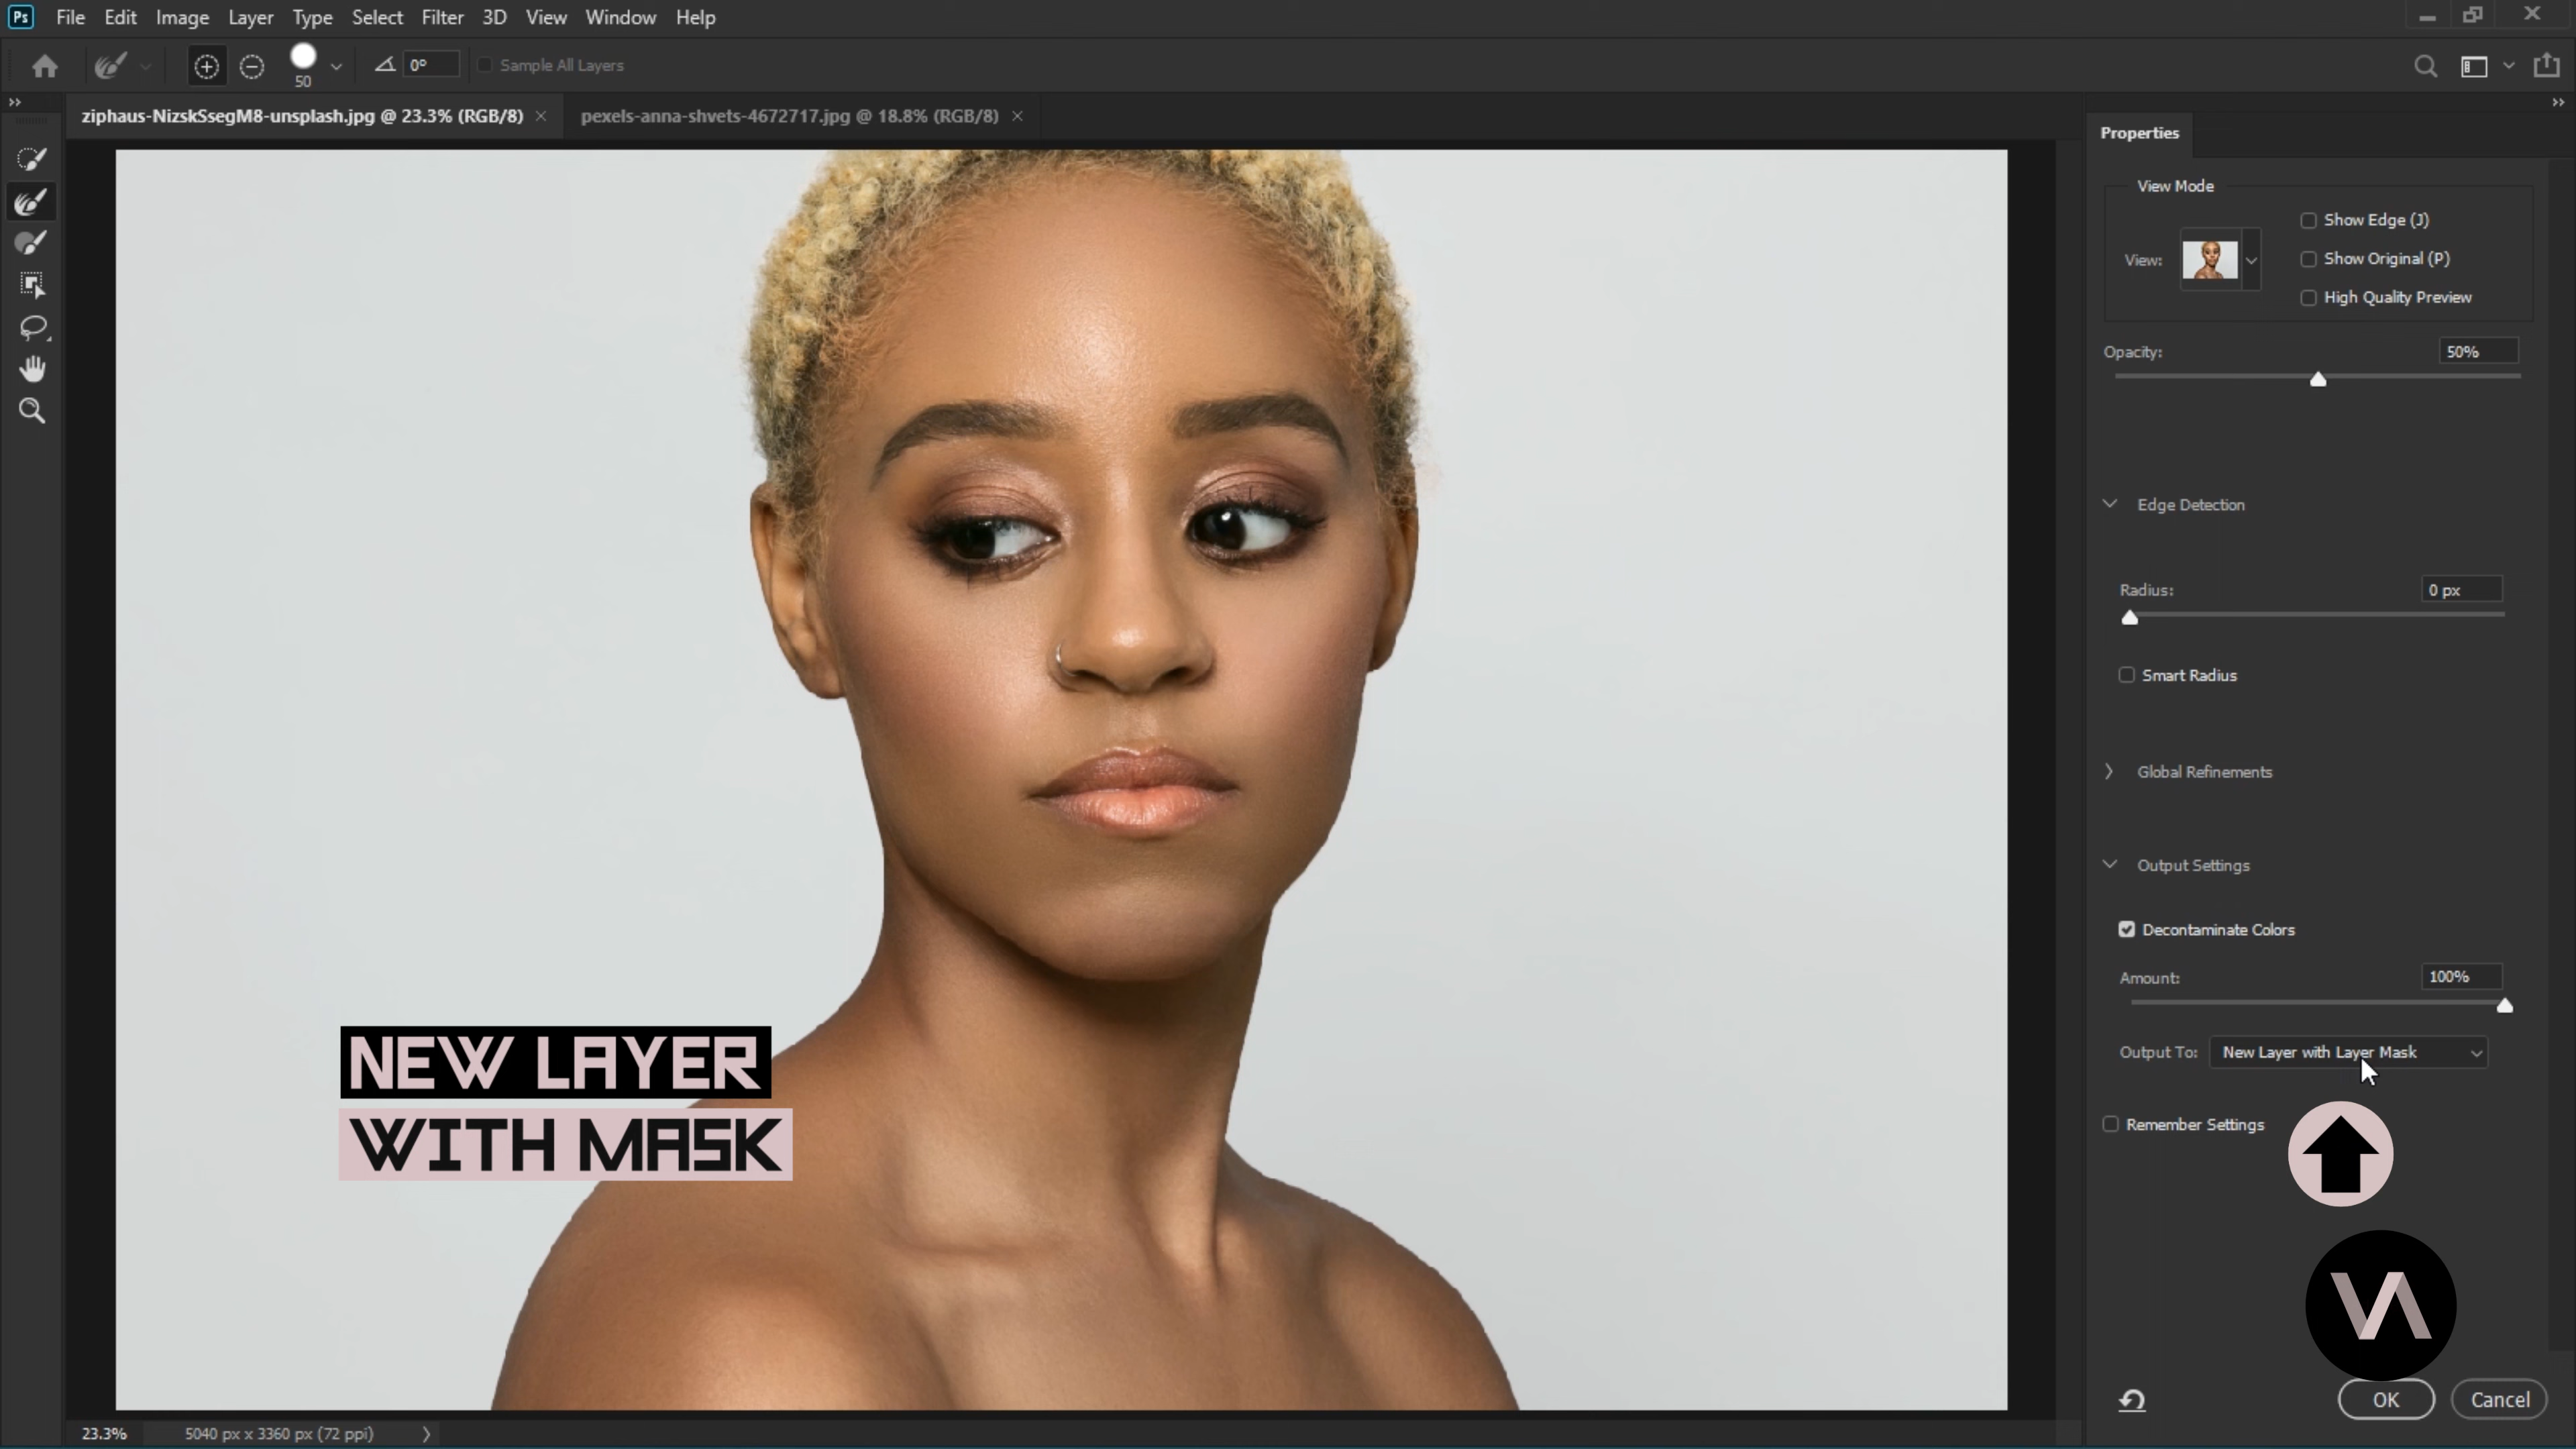 Ps File Edit Image Layer Type Select Filter 3D View Window Help
50 0° Sample All Layers
ziphaus-NizskSsegM8-unsplash.jpg @ 23.3% (RGB/8) × pexels-anna-shvets-4672717.jpg @ 18.8% (RGB/8) ×
Properties
View Mode
Show Edge (J)
View: Show Original (P)
High Quality Preview
Opacity: 50%
Edge Detection
Radius: 0 px
Smart Radius
Global Refinements
Output Settings
Decontaminate Colors
Amount: 100%
Output To: New Layer with Layer Mask
Remember Settings
NEW LAYER
WITH MASK
OK Cancel
23.3% 5040 px x 3360 px (72 ppi)